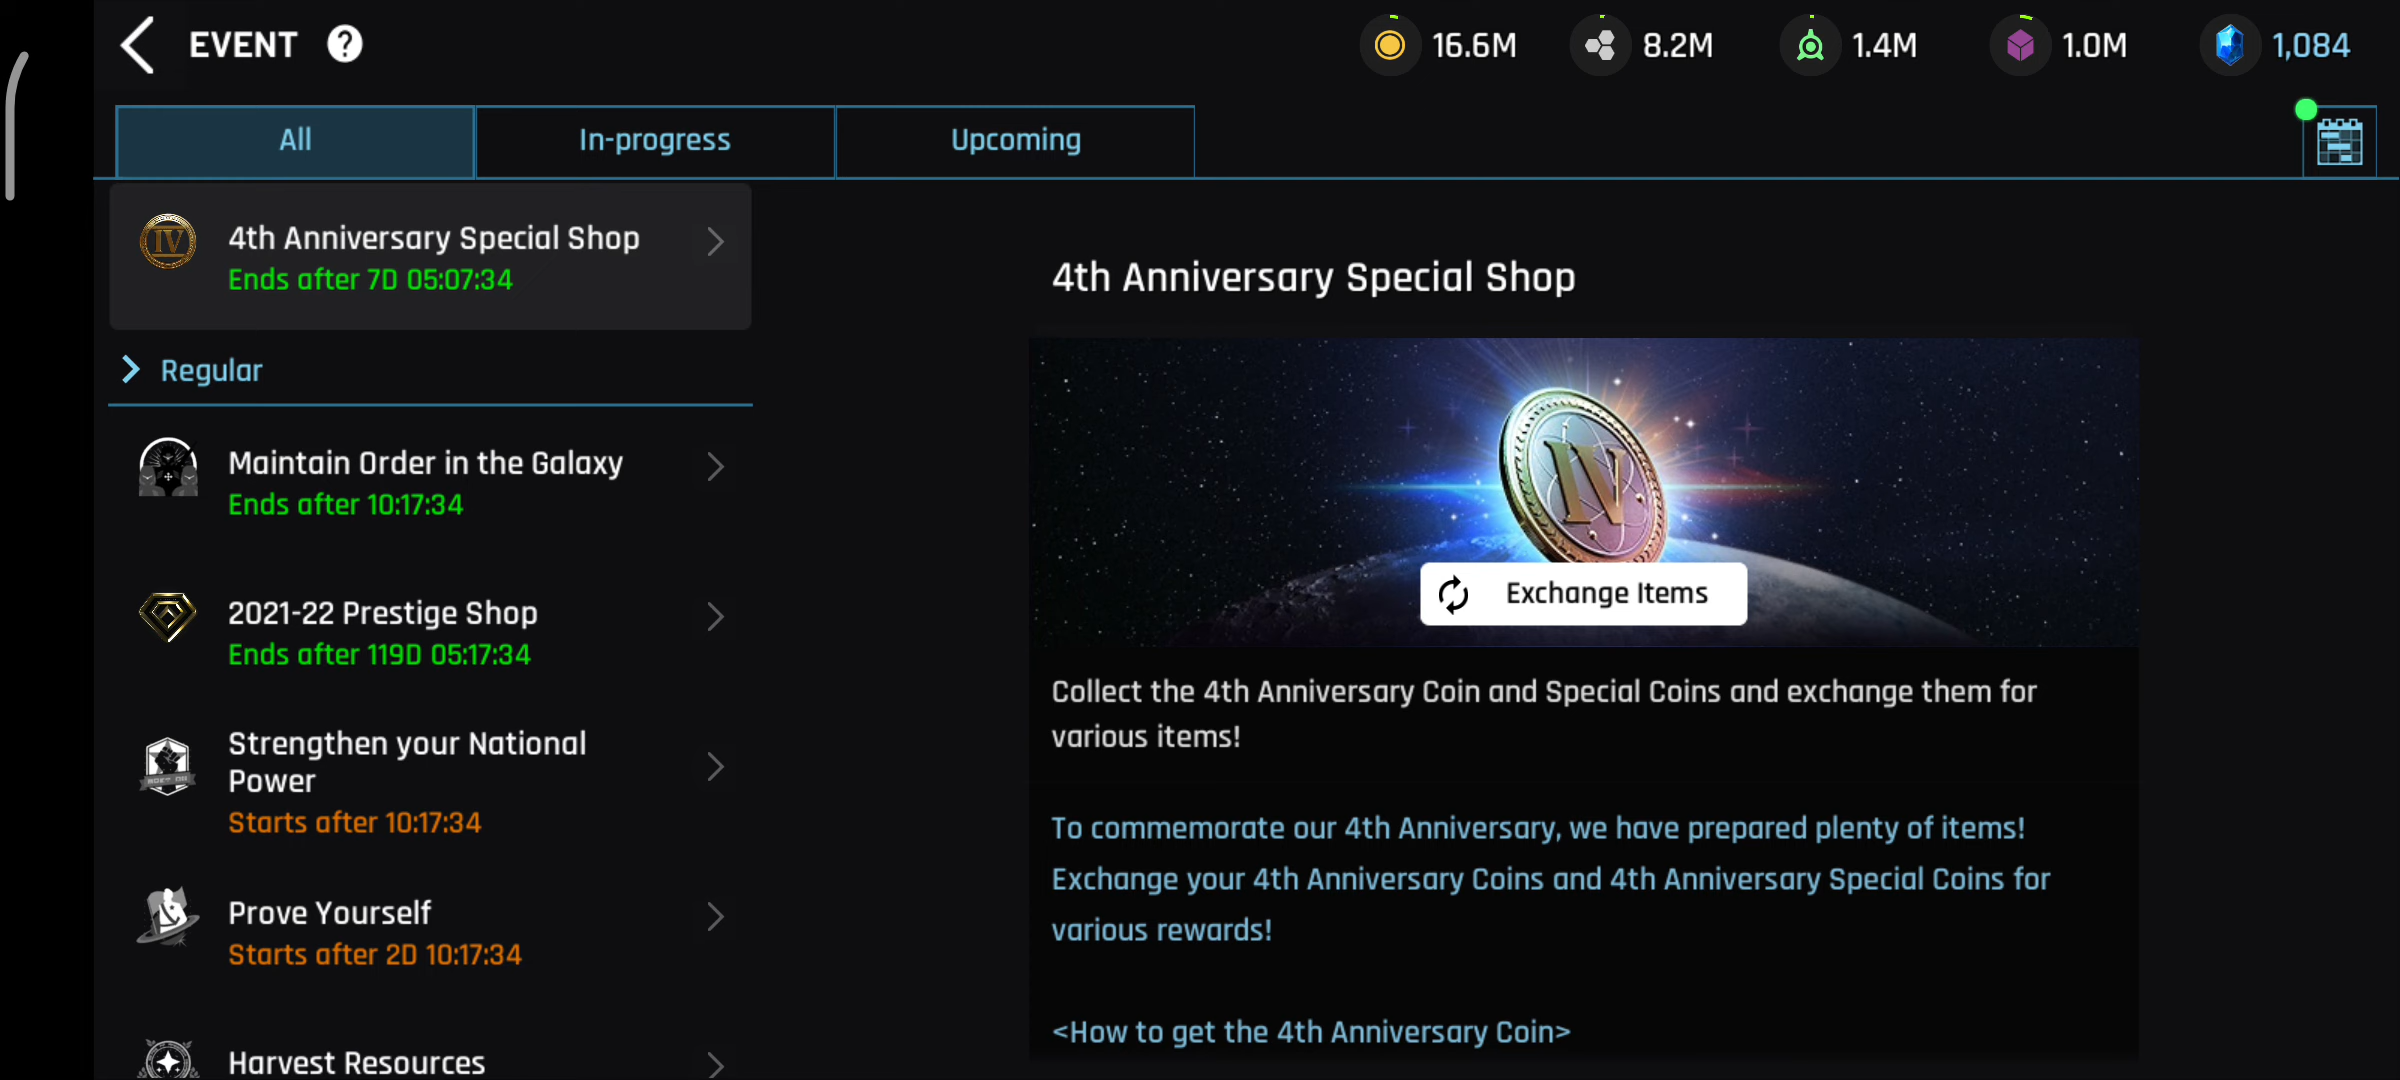 EVENT
?
16.6M
8.2M
1.4M
1.0M
1,084
All
In-progress
Upcoming
IV
4th Anniversary Special Shop
Ends after 7D 05:07:34
Regular
Maintain Order in the Galaxy
Ends after 10:17:34
2021-22 Prestige Shop
Ends after 119D 05:17:34
Strengthen your National
Power
Starts after 10:17:34
Prove Yourself
Starts after 2D 10:17:34
Harvest Resources
4th Anniversary Special Shop
IV
Exchange Items
Collect the 4th Anniversary Coin and Special Coins and exchange them for
various items!
To commemorate our 4th Anniversary, we have prepared plenty of items!
Exchange your 4th Anniversary Coins and 4th Anniversary Special Coins for
various rewards!
<How to get the 4th Anniversary Coin>